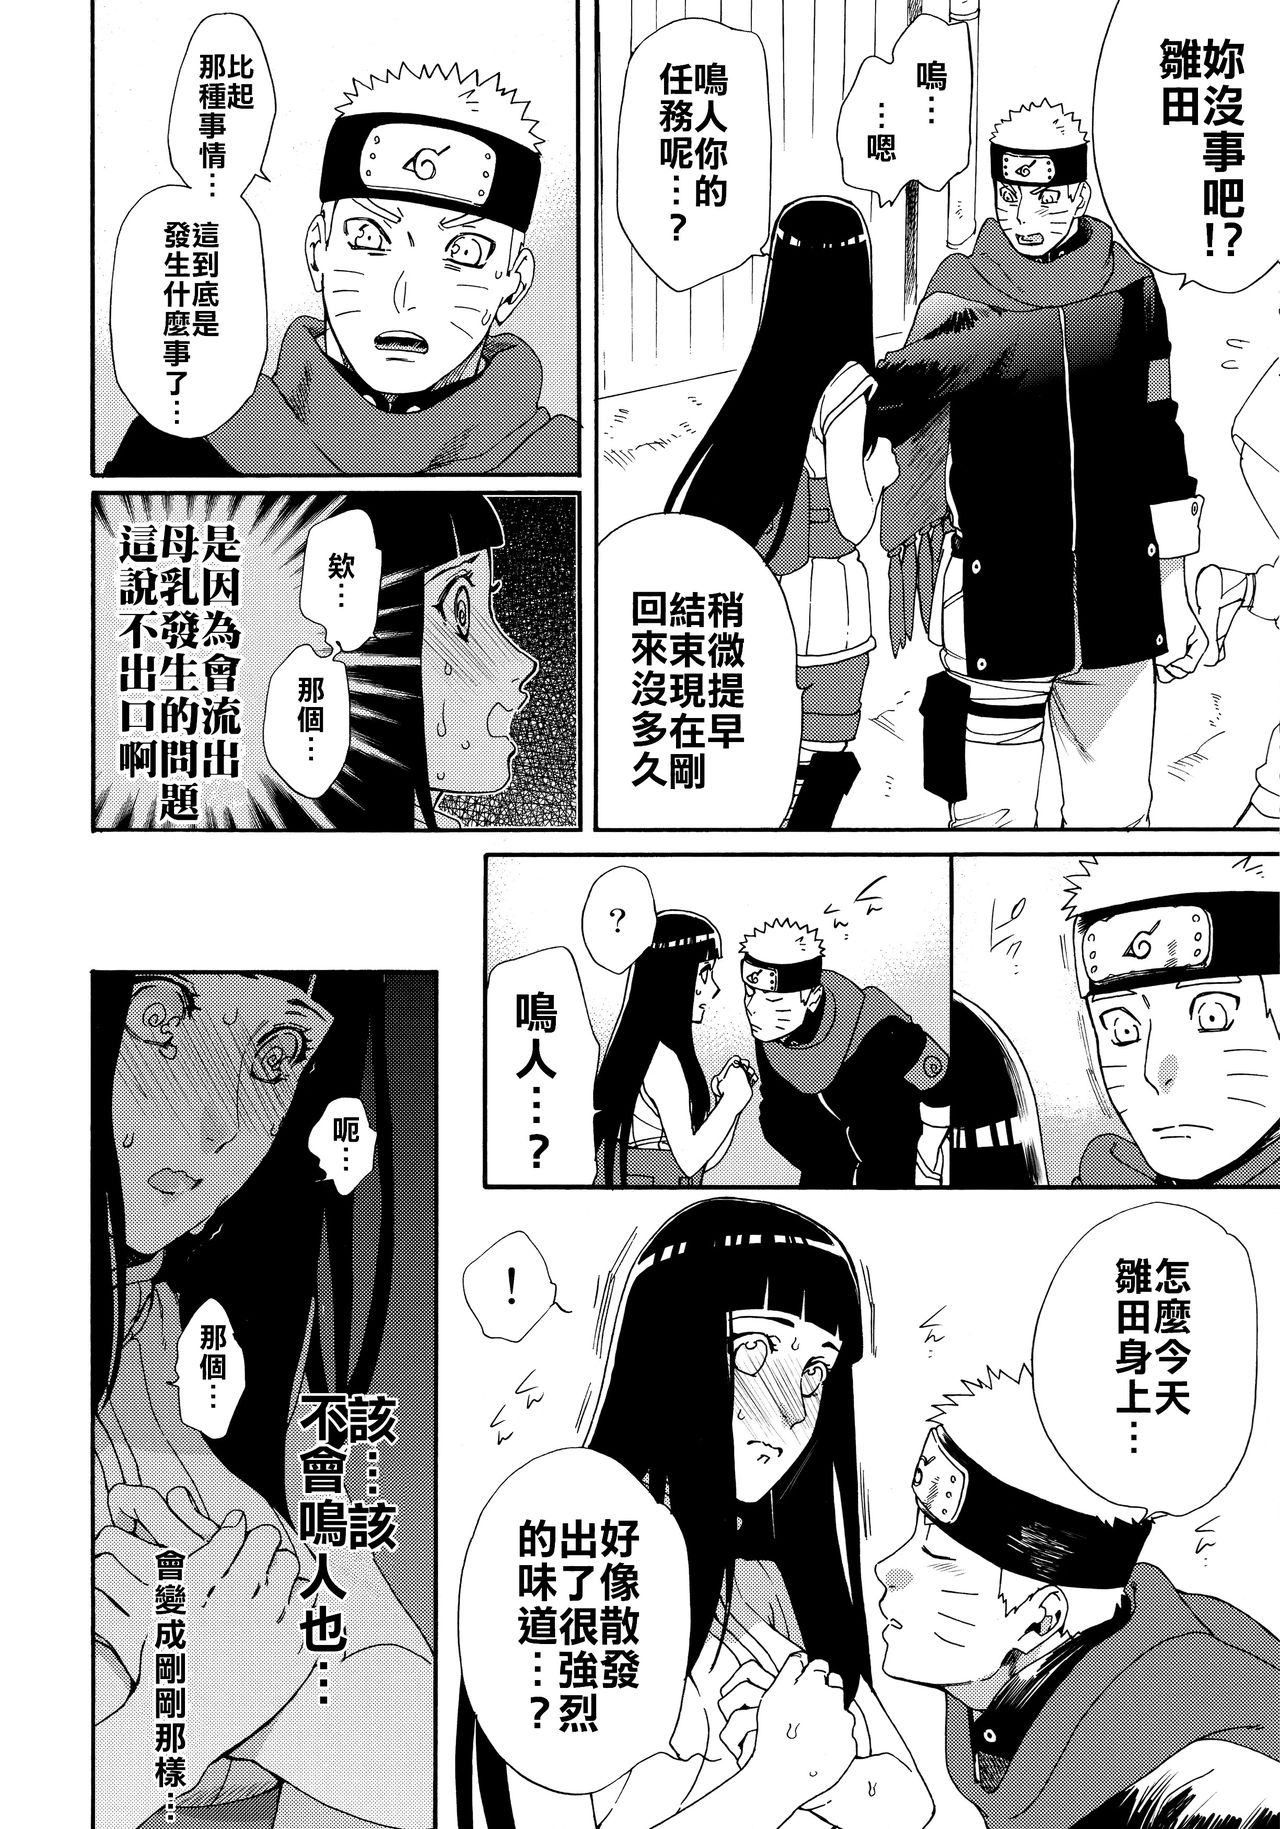 妳沒事吧!?
雛田
嗚…
…嗯
鳴人你的
任務呢…?
稍微提早
結束現在剛
回來沒多久
比起
那種事情…
這到底是
發生什麼事了…
欸…
那個…
是因為會流出
母乳發生的問題
這說不出口啊
?
鳴人…?
怎麼今天
雛田身上…
!
好像散發
出了很強烈
的味道…?
呃…
那個…
該…該
不會鳴人也…
會變成剛剛那樣…